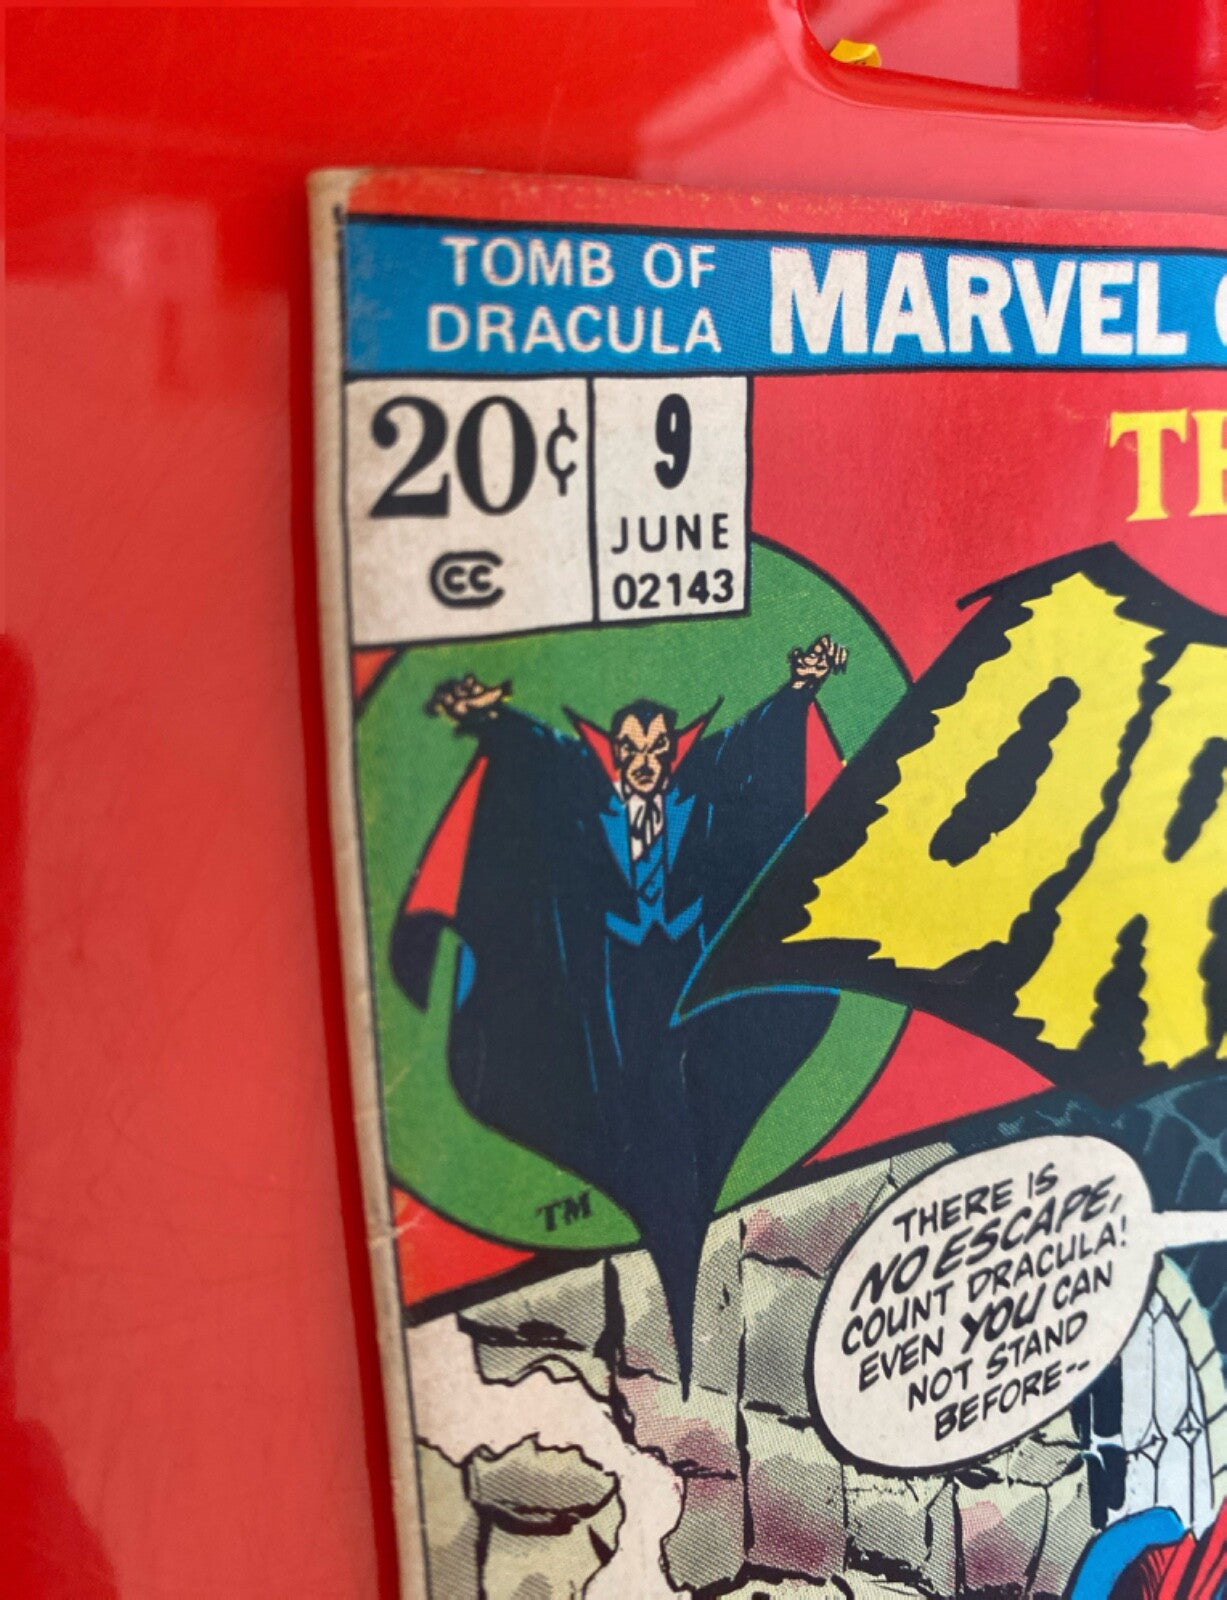 TOMB OF
DRACULA
MARVEL
20¢
CC
9
JUNE
02143
TM
THERE IS
NO ESCAPE,
COUNT DRACULA!
EVEN YOU CAN
NOT STAND
BEFORE--